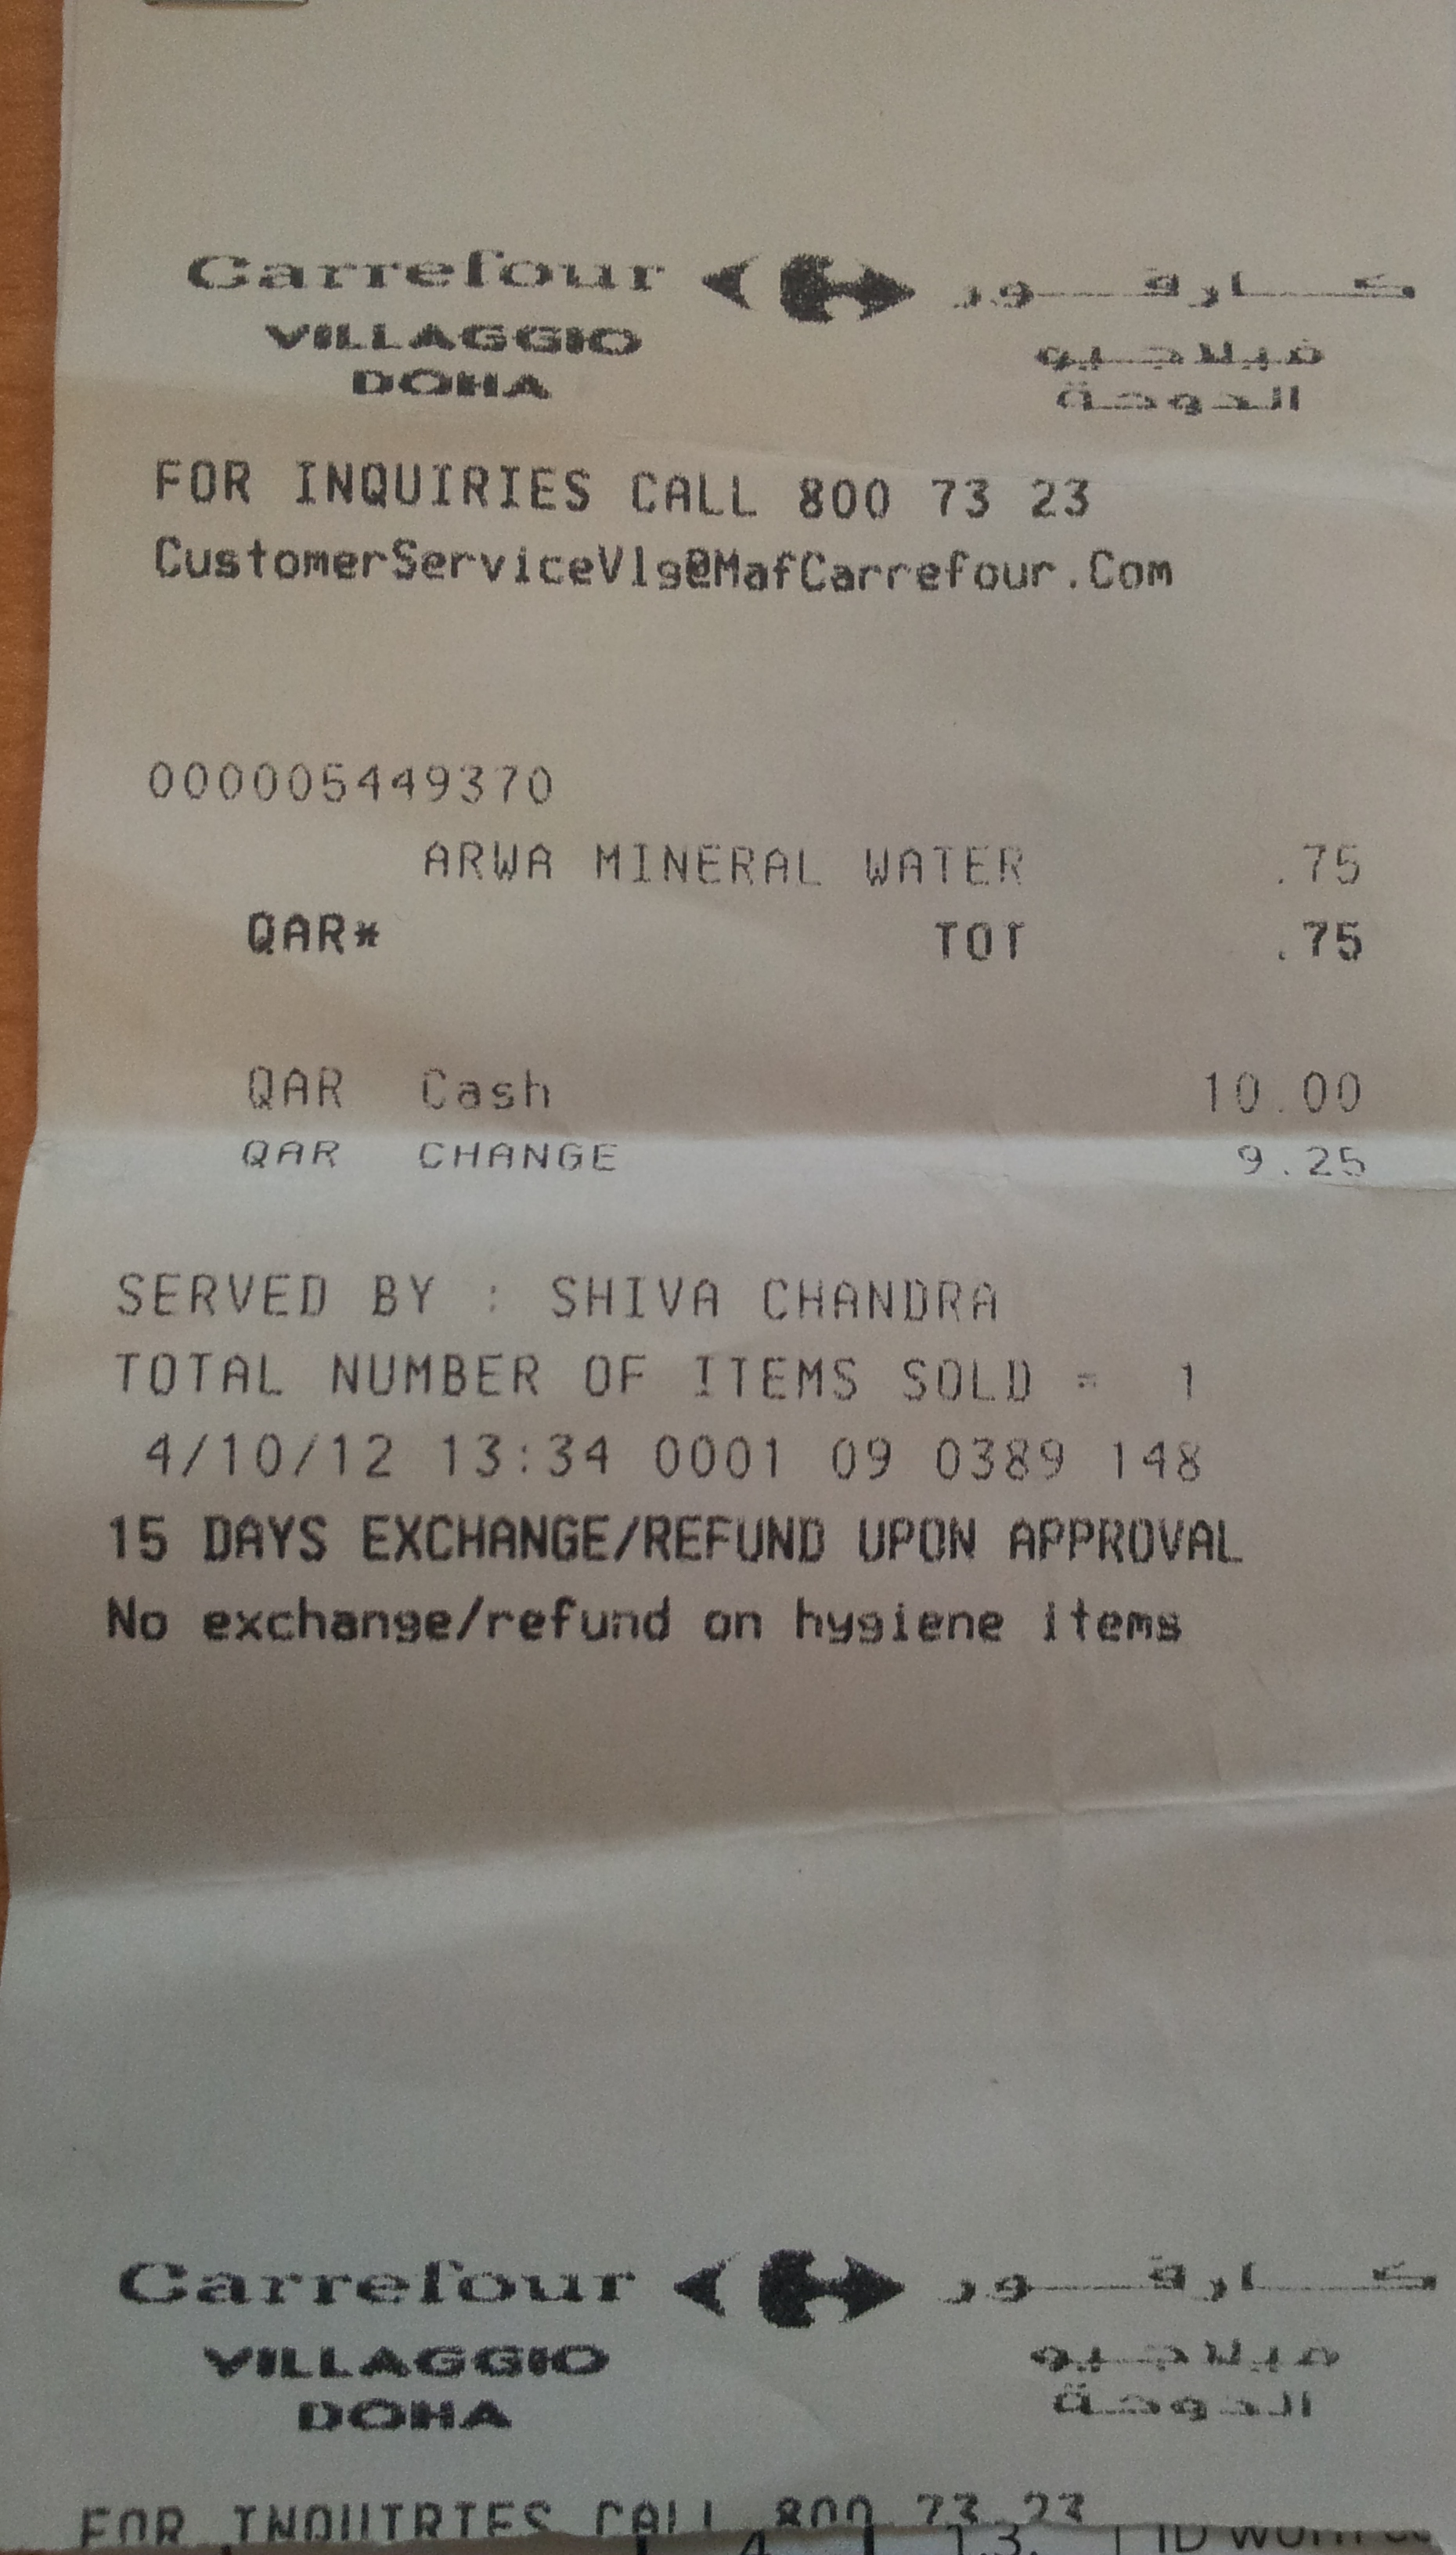 Carrefour كارفور
VILLAGGIO فيلاجيو
DOHA الدوحة
FOR INQUIRIES CALL 800 73 23
CustomerServiceVlg@MafCarrefour.Com
000005449370
ARWA MINERAL WATER .75
QAR* TOT .75
QAR Cash 10.00
QAR CHANGE 9.25
SERVED BY : SHIVA CHANDRA
TOTAL NUMBER OF ITEMS SOLD = 1
4/10/12 13:34 0001 09 0389 148
15 DAYS EXCHANGE/REFUND UPON APPROVAL
No exchange/refund on hygiene items
Carrefour كارفور
VILLAGGIO فيلاجيو
DOHA الدوحة
FOR INQUIRIES CALL 800 73 23